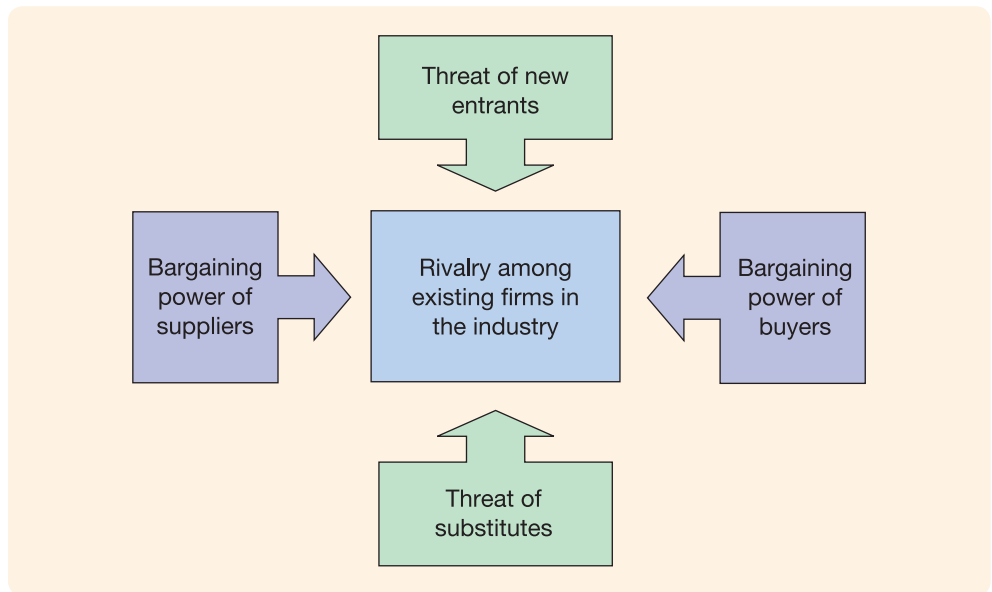 Threat of new
entrants
Bargaining
power of
suppliers
Rivalry among
existing firms in
the industry
Bargaining
power of
buyers
Threat of
substitutes